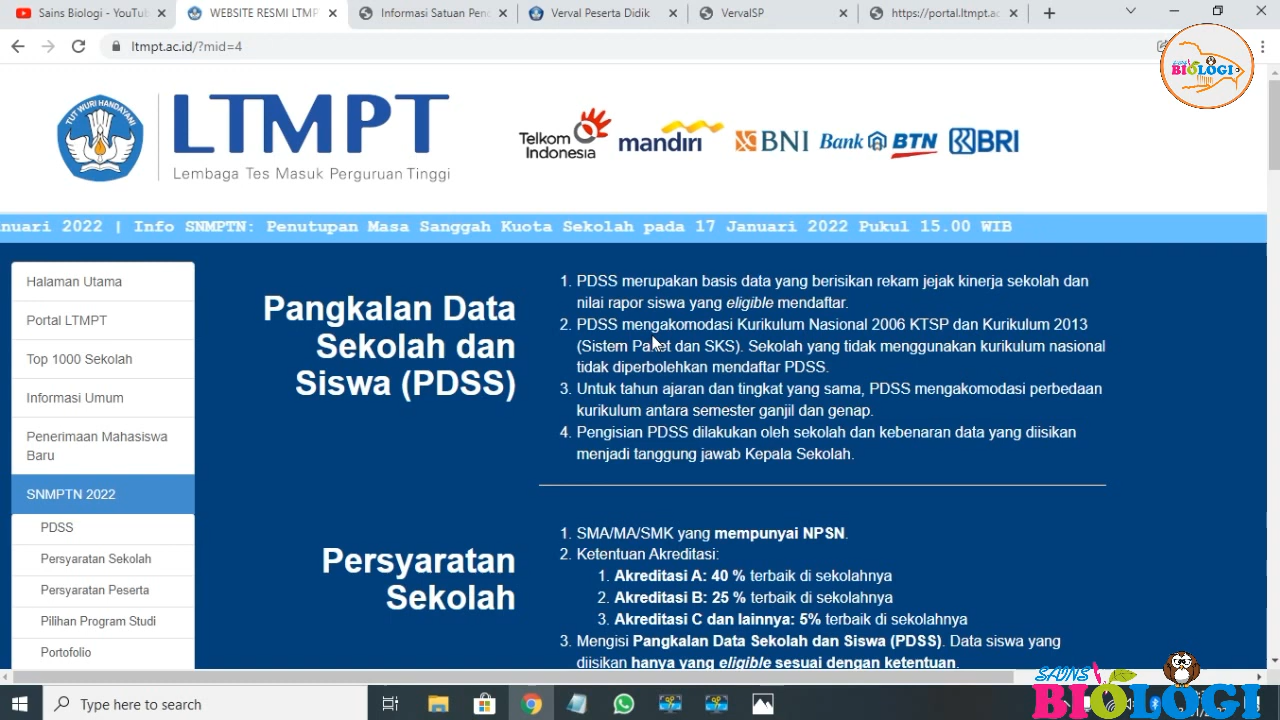 Sains Biologi - YouTub
WEBSITE RESMI LTMP
Informasi Satuan Pen
Verval Peserta Didik
VervalSP
https://portal.ltmpt.ac
ltmpt.ac.id/?mid=4
SAINS
BIOLOGI
TUT WURI HANDAYANI
LTMPT
Lembaga Tes Masuk Perguruan Tinggi
Telkom
Indonesia
mandiri
BNI
Bank BTN
BRI
nuari 2022 | Info SNMPTN: Penutupan Masa Sanggah Kuota Sekolah pada 17 Januari 2022 Pukul 15.00 WIB
Halaman Utama
Portal LTMPT
Top 1000 Sekolah
Informasi Umum
Penerimaan Mahasiswa
Baru
SNMPTN 2022
PDSS
Persyaratan Sekolah
Persyaratan Peserta
Pilihan Program Studi
Portofolio
Pangkalan Data
Sekolah dan
Siswa (PDSS)
1. PDSS merupakan basis data yang berisikan rekam jejak kinerja sekolah dan
nilai rapor siswa yang eligible mendaftar.
2. PDSS mengakomodasi Kurikulum Nasional 2006 KTSP dan Kurikulum 2013
(Sistem Paket dan SKS). Sekolah yang tidak menggunakan kurikulum nasional
tidak diperbolehkan mendaftar PDSS.
3. Untuk tahun ajaran dan tingkat yang sama, PDSS mengakomodasi perbedaan
kurikulum antara semester ganjil dan genap.
4. Pengisian PDSS dilakukan oleh sekolah dan kebenaran data yang diisikan
menjadi tanggung jawab Kepala Sekolah.
Persyaratan
Sekolah
1. SMA/MA/SMK yang mempunyai NPSN.
2. Ketentuan Akreditasi:
1. Akreditasi A: 40 % terbaik di sekolahnya
2. Akreditasi B: 25 % terbaik di sekolahnya
3. Akreditasi C dan lainnya: 5% terbaik di sekolahnya
3. Mengisi Pangkalan Data Sekolah dan Siswa (PDSS). Data siswa yang
diisikan hanya yang eligible sesuai dengan ketentuan.
Type here to search
SAINS
BIOLOGI